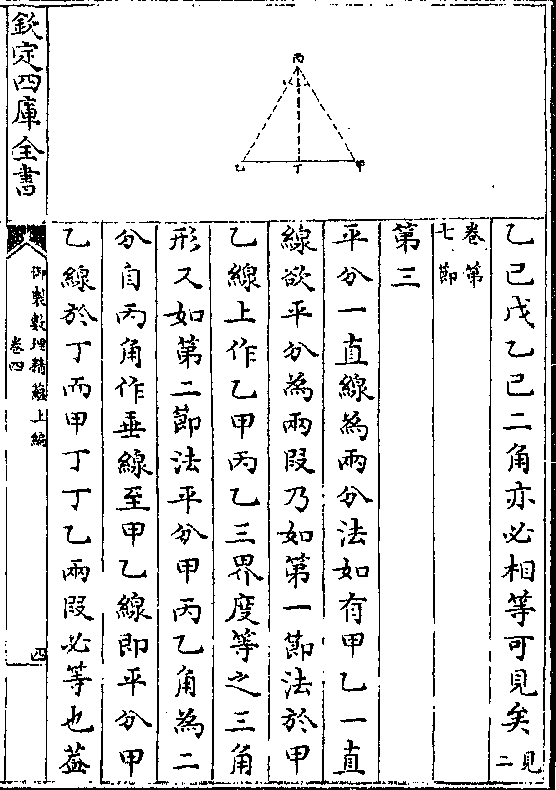 乙己戊乙己二角亦必相等可見矣見二
卷第
七節
第三
平分一直線為兩分法如有甲乙一直
線欲平分為兩段乃如第一節法於甲
乙線上作乙甲丙乙三界度等之三角
形又如第二節法平分甲丙乙角為二
分自丙角作垂線至甲乙線即平分甲
乙線於丁而甲丁丁乙兩段必等也葢
丙
乙
丁
甲
欽定四庫全書
御製數理精蘊上編
卷四
四